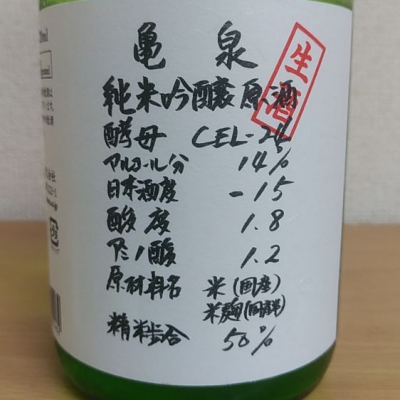 亀泉
生酒
純米吟醸原酒
酵母 CEL-24
アルコール分 14%
日本酒度 -15
酸度 1.8
アミノ酸 1.2
原材料名 米(国産)
米麹(国産米)
精米歩合 50%